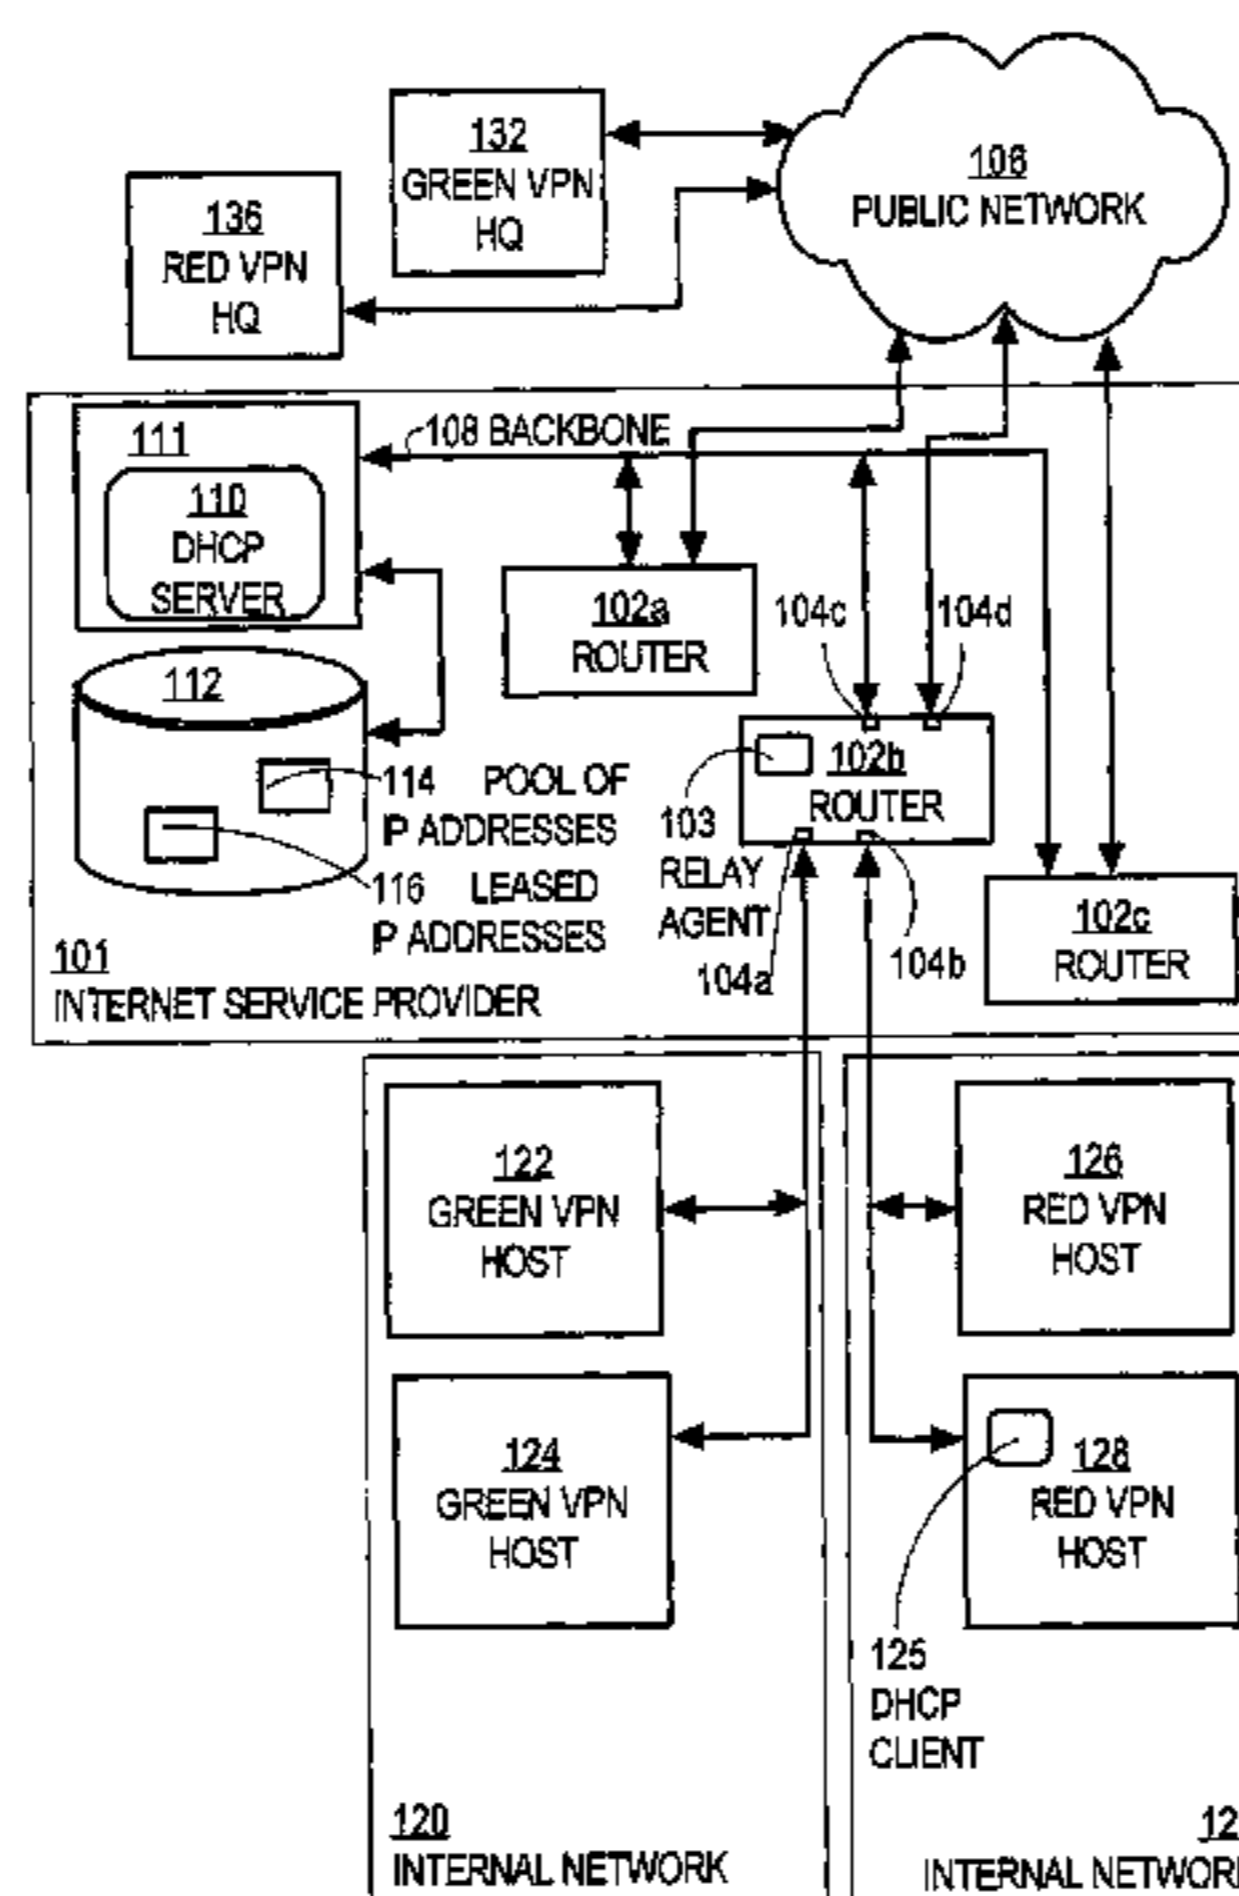 132
GREEN VPN
HQ
106
PUBLIC NETWORK
136
RED VPN
HQ
111
108 BACKBONE
110
DHCP
SERVER
102a
ROUTER
104c
104d
112
102b
ROUTER
114 POOL OF
IP ADDRESSES
103
RELAY
AGENT
116 LEASED
IP ADDRESSES
104a
104b
102c
ROUTER
101
INTERNET SERVICE PROVIDER
122
GREEN VPN
HOST
126
RED VPN
HOST
124
GREEN VPN
HOST
128
RED VPN
HOST
125
DHCP
CLIENT
120
INTERNAL NETWORK
INTERNAL NETWORK